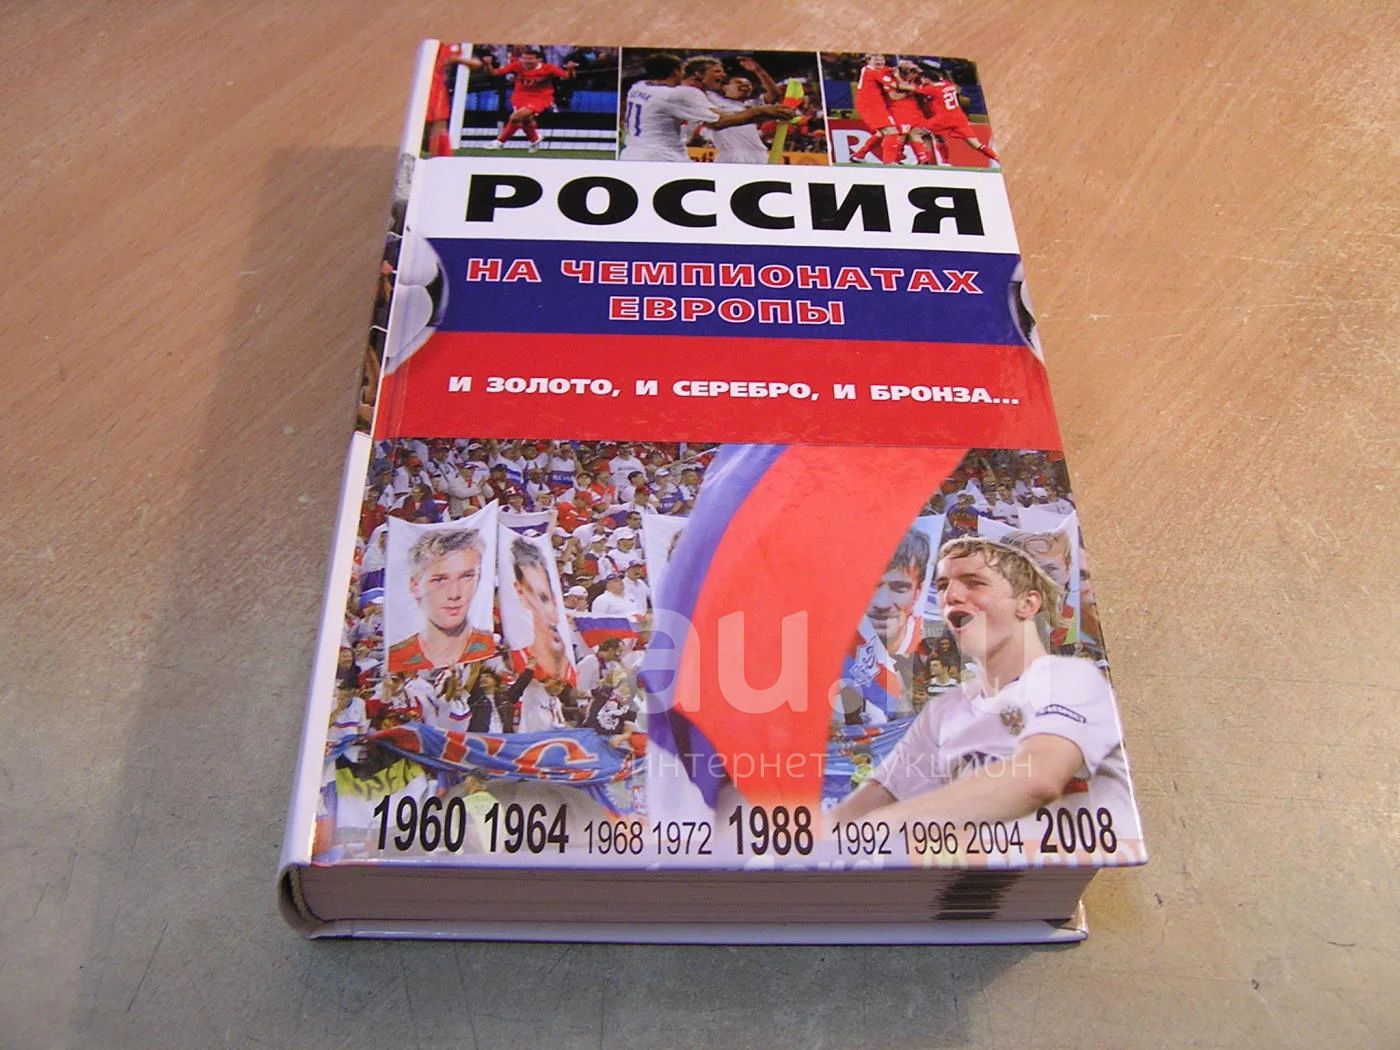 РОССИЯ
НА ЧЕМПИОНАТАХ
ЕВРОПЫ
И ЗОЛОТО, И СЕРЕБРО, И БРОНЗА...
au.ru
интернет-аукцион
1960 1964 1968 1972 1988 1992 1996 2004 2008